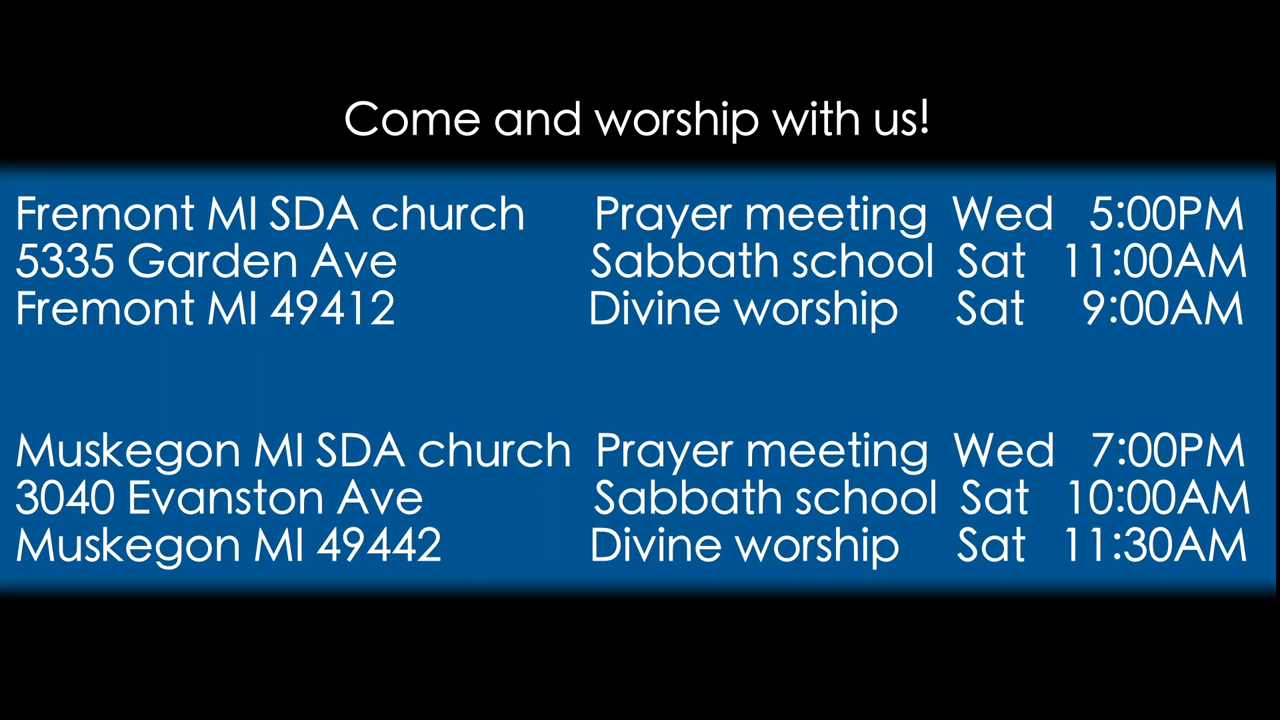 Come and worship with us!
Fremont MI SDA church Prayer meeting Wed 5:00PM
5335 Garden Ave Sabbath school Sat 11:00AM
Fremont MI 49412 Divine worship Sat 9:00AM
Muskegon MI SDA church Prayer meeting Wed 7:00PM
3040 Evanston Ave Sabbath school Sat 10:00AM
Muskegon MI 49442 Divine worship Sat 11:30AM